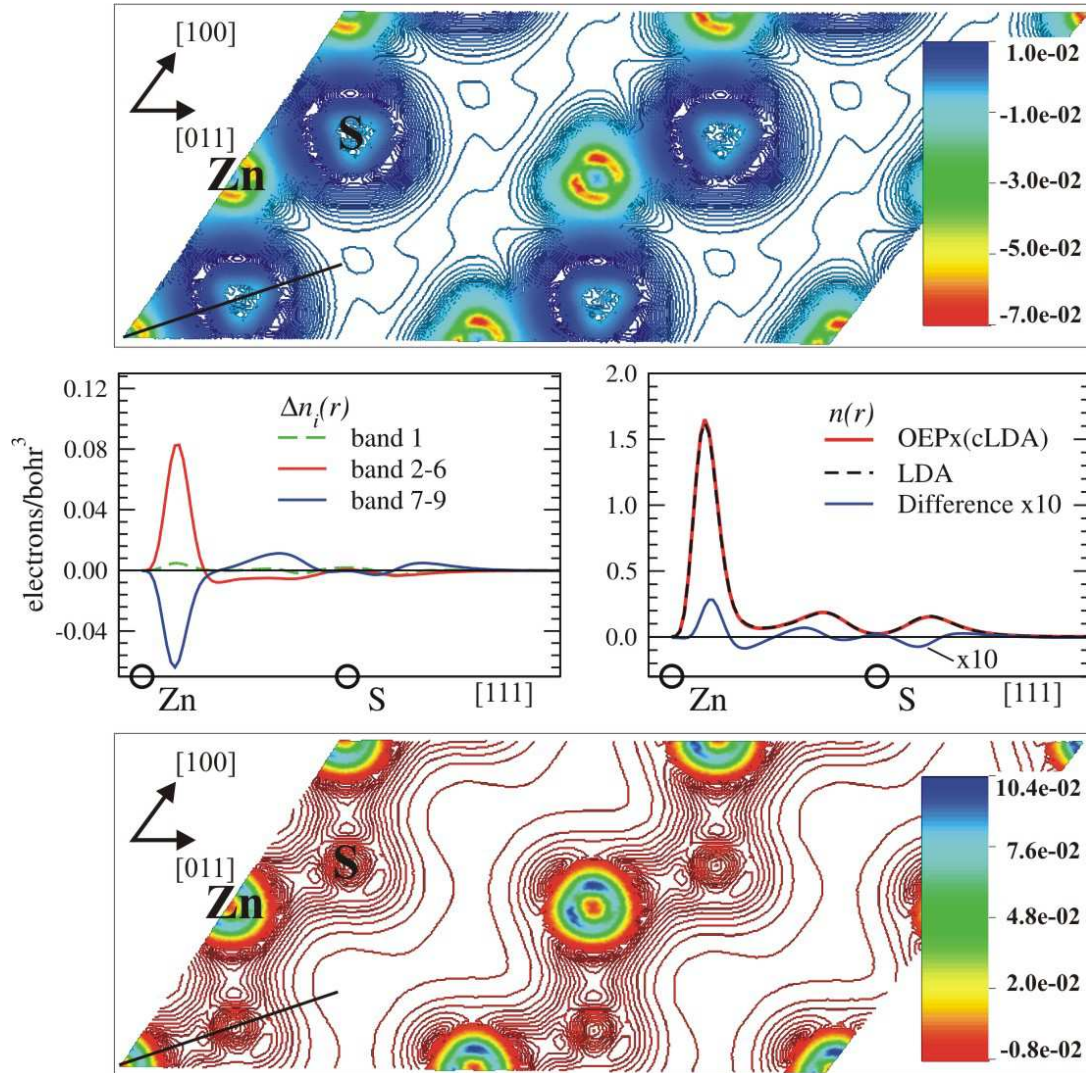 [100]
[011]
Zn
S
1.0e-02
-1.0e-02
-3.0e-02
-5.0e-02
-7.0e-02
electrons/bohr³
0.12
0.08
0.04
0.00
-0.04
Δnᵢ(r)
band 1
band 2-6
band 7-9
Zn
S
[111]
2.0
1.5
1.0
0.5
0.0
n(r)
OEPx(cLDA)
LDA
Difference x10
x10
Zn
S
[111]
[100]
[011]
Zn
S
10.4e-02
7.6e-02
4.8e-02
2.0e-02
-0.8e-02